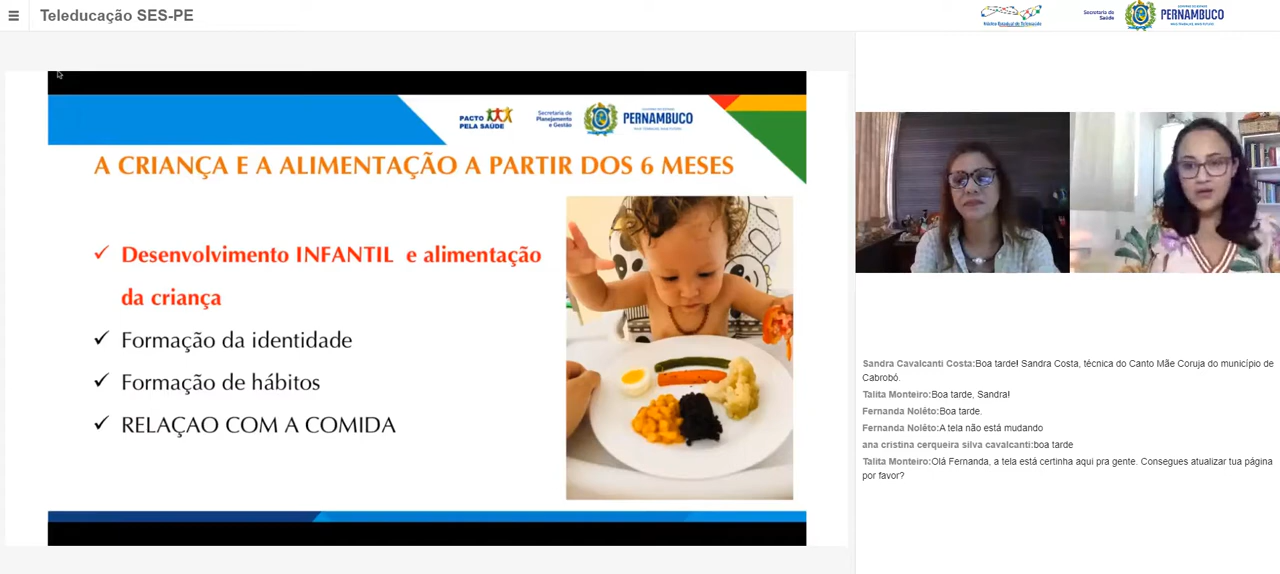 Teleducação SES-PE
Secretaria de
Saúde
PERNAMBUCO
PACTO
PELA SAÚDE
Secretaria de
Planejamento
e Gestão
PERNAMBUCO
A CRIANÇA E A ALIMENTAÇÃO A PARTIR DOS 6 MESES
✓ Desenvolvimento INFANTIL e alimentação
da criança
✓ Formação da identidade
✓ Formação de hábitos
✓ RELAÇAO COM A COMIDA
Sandra Cavalcanti Costa:Boa tarde! Sandra Costa, técnica do Canto Mãe Coruja do município de
Cabrobó.
Talita Monteiro:Boa tarde, Sandra!
Fernanda Nolêto:Boa tarde.
Fernanda Nolêto:A tela não está mudando
ana cristina cerqueira silva cavalcanti:boa tarde
Talita Monteiro:Olá Fernanda, a tela está certinha aqui pra gente. Consegues atualizar tua página
por favor?